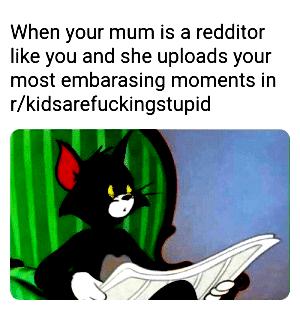 When your mum is a redditor
like you and she uploads your
most embarasing moments in
r/kidsarefuckingstupid